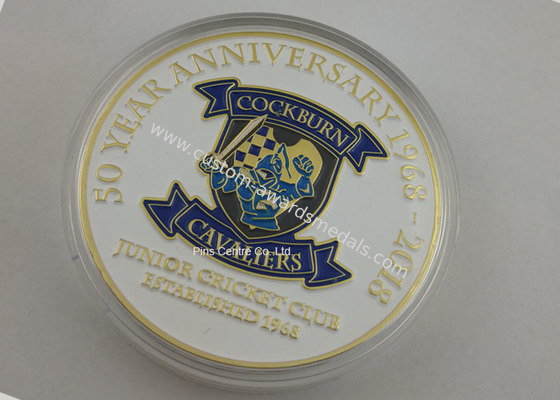 50 YEAR ANNIVERSARY 1968 - 2018
COCKBURN
CAVALIERS
JUNIOR CRICKET CLUB
ESTABLISHED 1968
www.custom-awardsmedals.com
Pins Centre Co.,Ltd